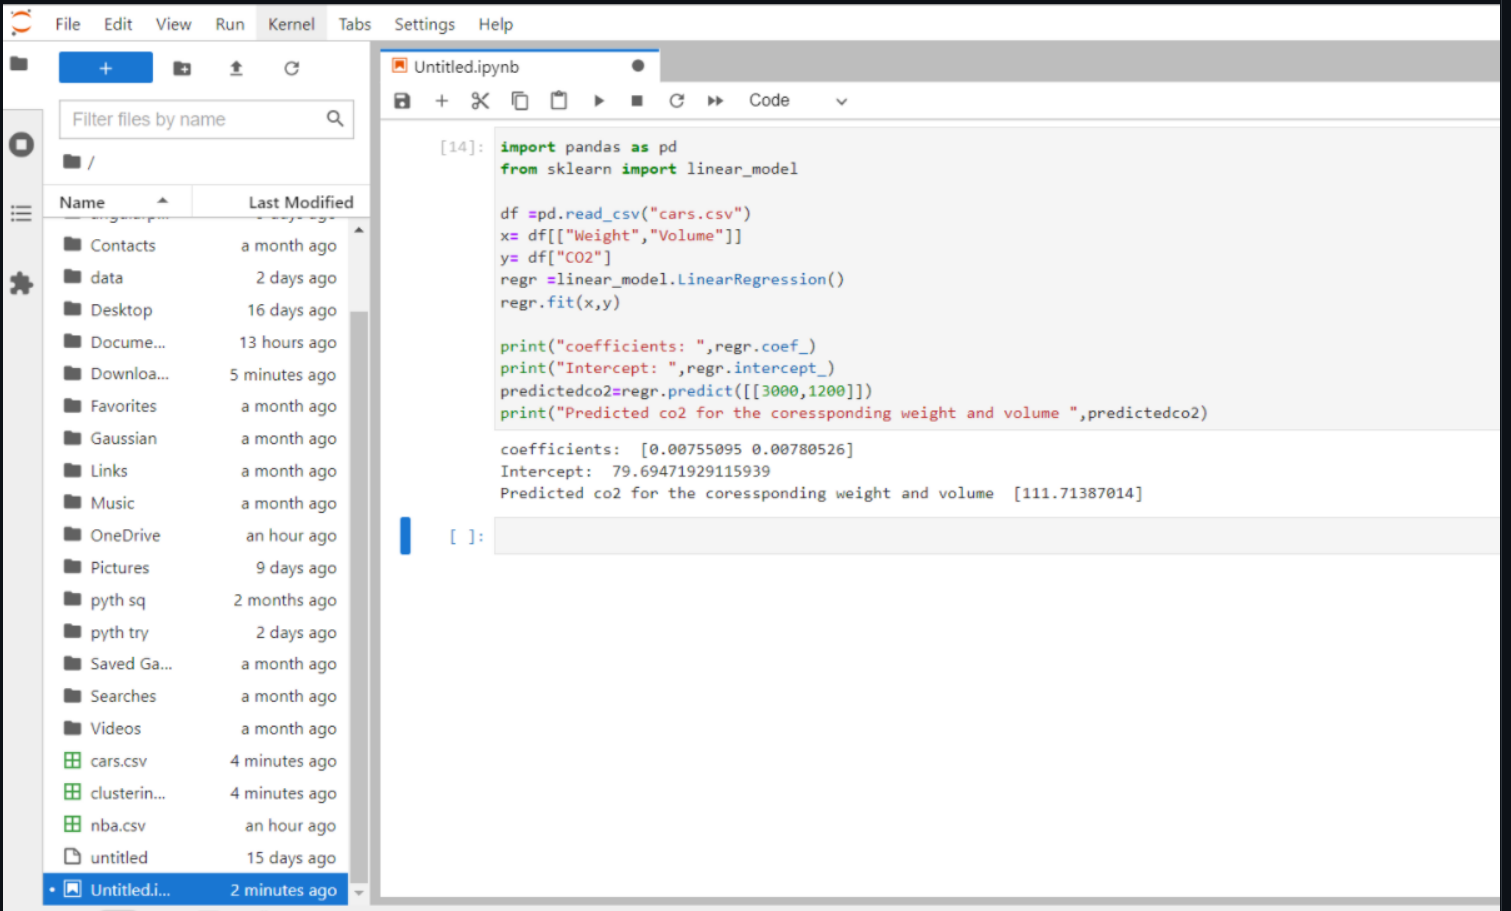 File Edit View Run Kernel Tabs Settings Help
+
Filter files by name
/
Name Last Modified
Contacts a month ago
data 2 days ago
Desktop 16 days ago
Docume... 13 hours ago
Downloa... 5 minutes ago
Favorites a month ago
Gaussian a month ago
Links a month ago
Music a month ago
OneDrive an hour ago
Pictures 9 days ago
pyth sq 2 months ago
pyth try 2 days ago
Saved Ga... a month ago
Searches a month ago
Videos a month ago
cars.csv 4 minutes ago
clusterin... 4 minutes ago
nba.csv an hour ago
untitled 15 days ago
Untitled.i... 2 minutes ago
Untitled.ipynb
Code
[14]:
import pandas as pd
from sklearn import linear_model
df =pd.read_csv("cars.csv")
x= df[["Weight","Volume"]]
y= df["CO2"]
regr =linear_model.LinearRegression()
regr.fit(x,y)
print("coefficients: ",regr.coef_)
print("Intercept: ",regr.intercept_)
predictedco2=regr.predict([[3000,1200]])
print("Predicted co2 for the coressponding weight and volume ",predictedco2)
coefficients:  [0.00755095 0.00780526]
Intercept:  79.69471929115939
Predicted co2 for the coressponding weight and volume  [111.71387014]
[ ]: